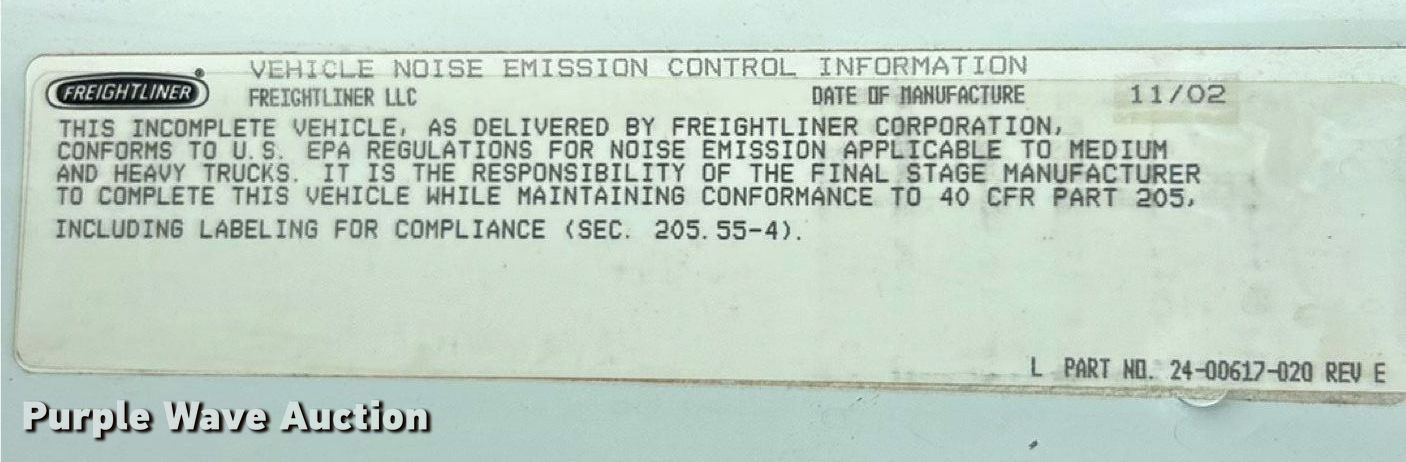 VEHICLE NOISE EMISSION CONTROL INFORMATION
FREIGHTLINER FREIGHTLINER LLC DATE OF MANUFACTURE 11/02
THIS INCOMPLETE VEHICLE, AS DELIVERED BY FREIGHTLINER CORPORATION,
CONFORMS TO U.S. EPA REGULATIONS FOR NOISE EMISSION APPLICABLE TO MEDIUM
AND HEAVY TRUCKS. IT IS THE RESPONSIBILITY OF THE FINAL STAGE MANUFACTURER
TO COMPLETE THIS VEHICLE WHILE MAINTAINING CONFORMANCE TO 40 CFR PART 205,
INCLUDING LABELING FOR COMPLIANCE (SEC. 205.55-4).
L PART NO. 24-00617-020 REV E
Purple Wave Auction